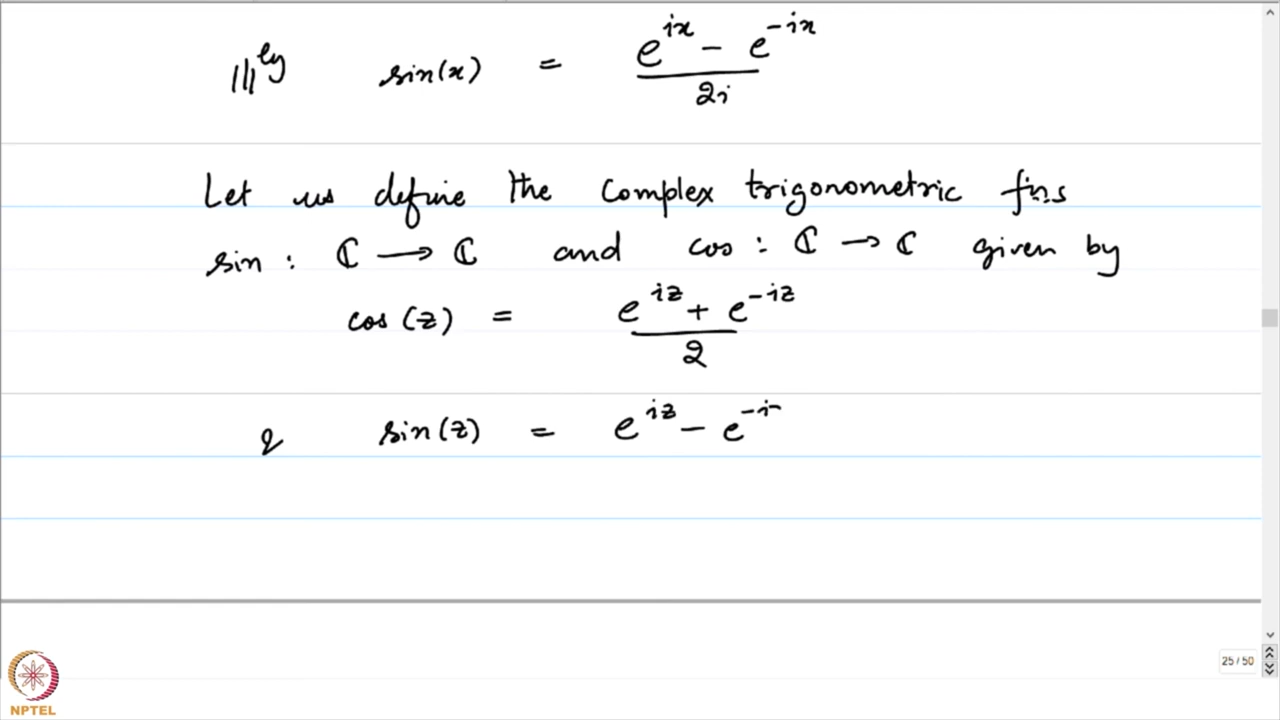 |||ly sin(x) = e^{ix} - e^{-ix} / 2i
Let us define the complex trigonometric fns
sin : ℂ → ℂ and cos : ℂ → ℂ given by
cos(z) = e^{iz} + e^{-iz} / 2
& sin(z) = e^{iz} - e^{-i
25 / 50
NPTEL